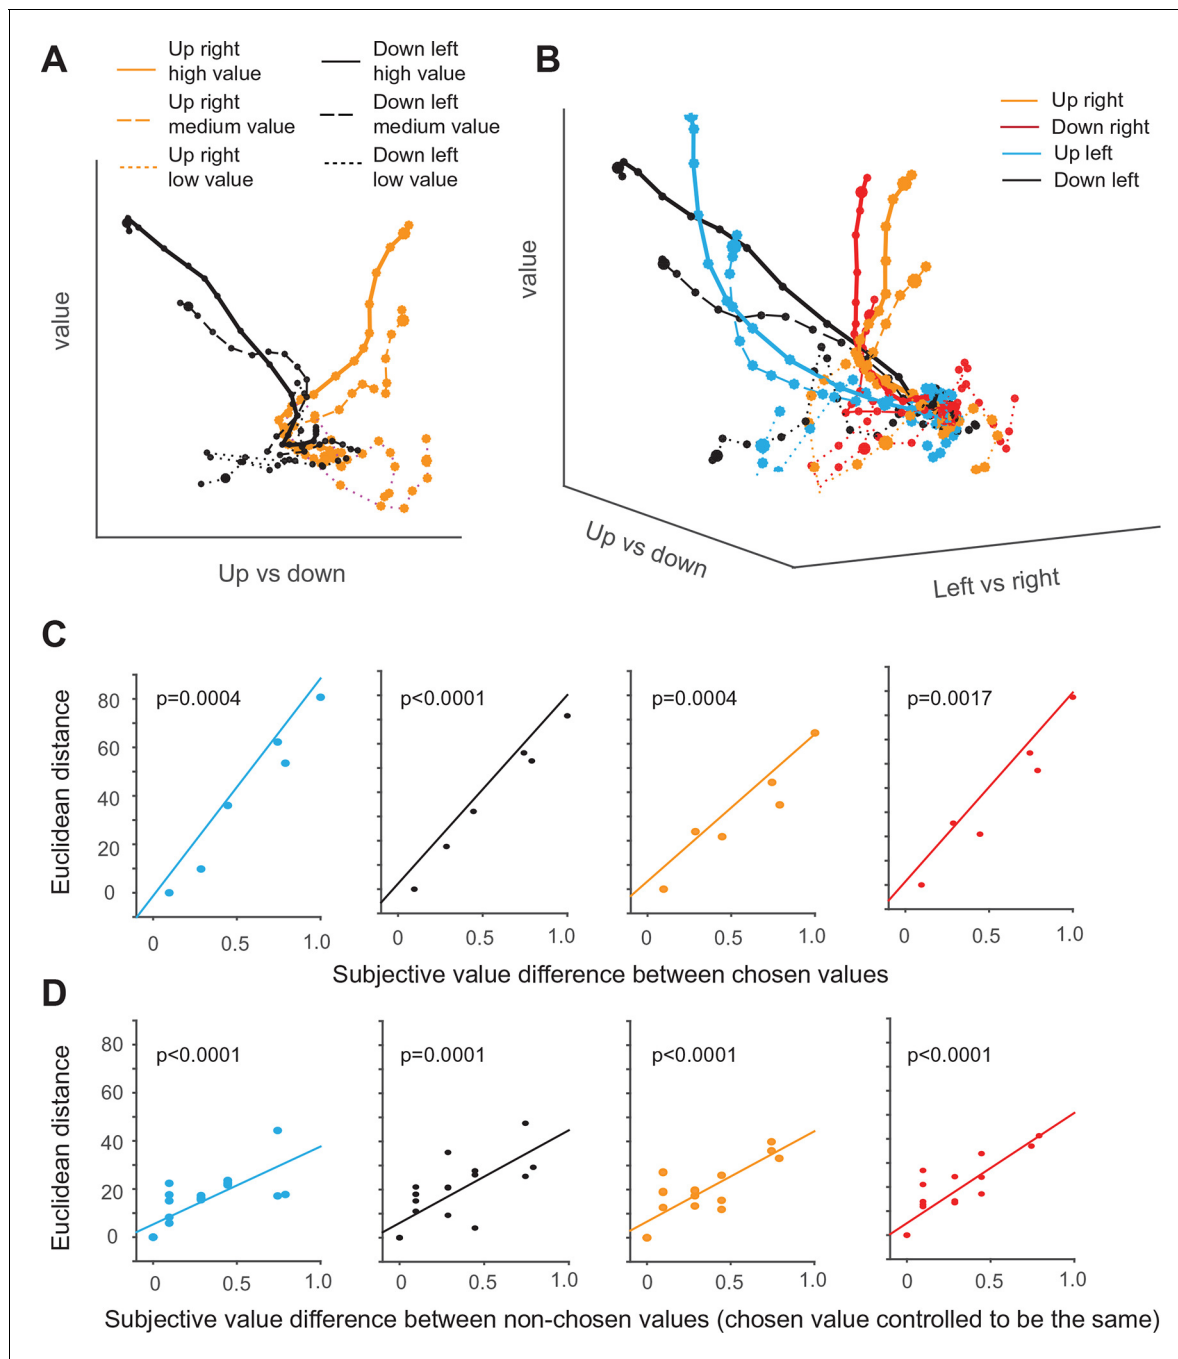 A
Up right
high value
Down left
high value
Up right
medium value
Down left
medium value
Up right
low value
Down left
low value
value
Up vs down
B
Up right
Down right
Up left
Down left
value
Up vs down
Left vs right
C
Euclidean distance
80
60
40
20
0
p=0.0004
0 0.5 1.0
p<0.0001
0 0.5 1.0
p=0.0004
0 0.5 1.0
p=0.0017
0 0.5 1.0
Subjective value difference between chosen values
D
Euclidean distance
80
60
40
20
0
p<0.0001
0 0.5 1.0
p=0.0001
0 0.5 1.0
p<0.0001
0 0.5 1.0
p<0.0001
0 0.5 1.0
Subjective value difference between non-chosen values (chosen value controlled to be the same)